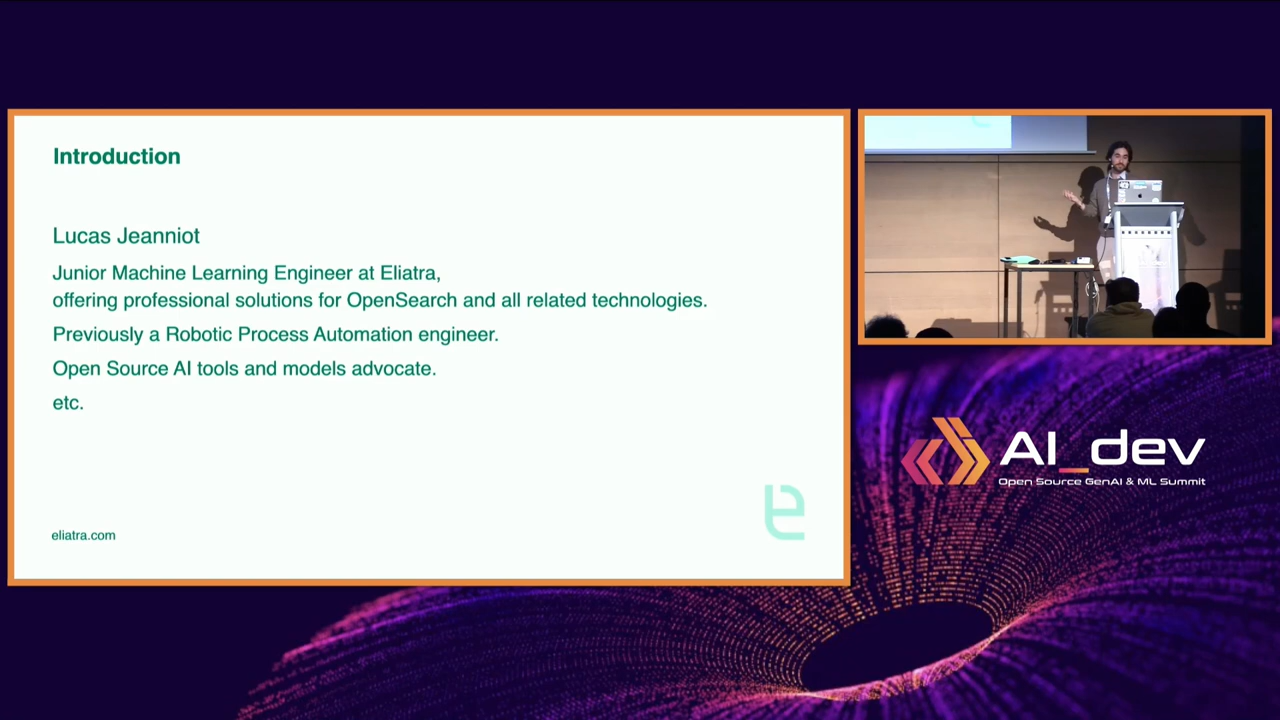 Introduction
Lucas Jeanniot
Junior Machine Learning Engineer at Eliatra,
offering professional solutions for OpenSearch and all related technologies.
Previously a Robotic Process Automation engineer.
Open Source AI tools and models advocate.
etc.
eliatra.com
AI_dev
Open Source GenAI & ML Summit